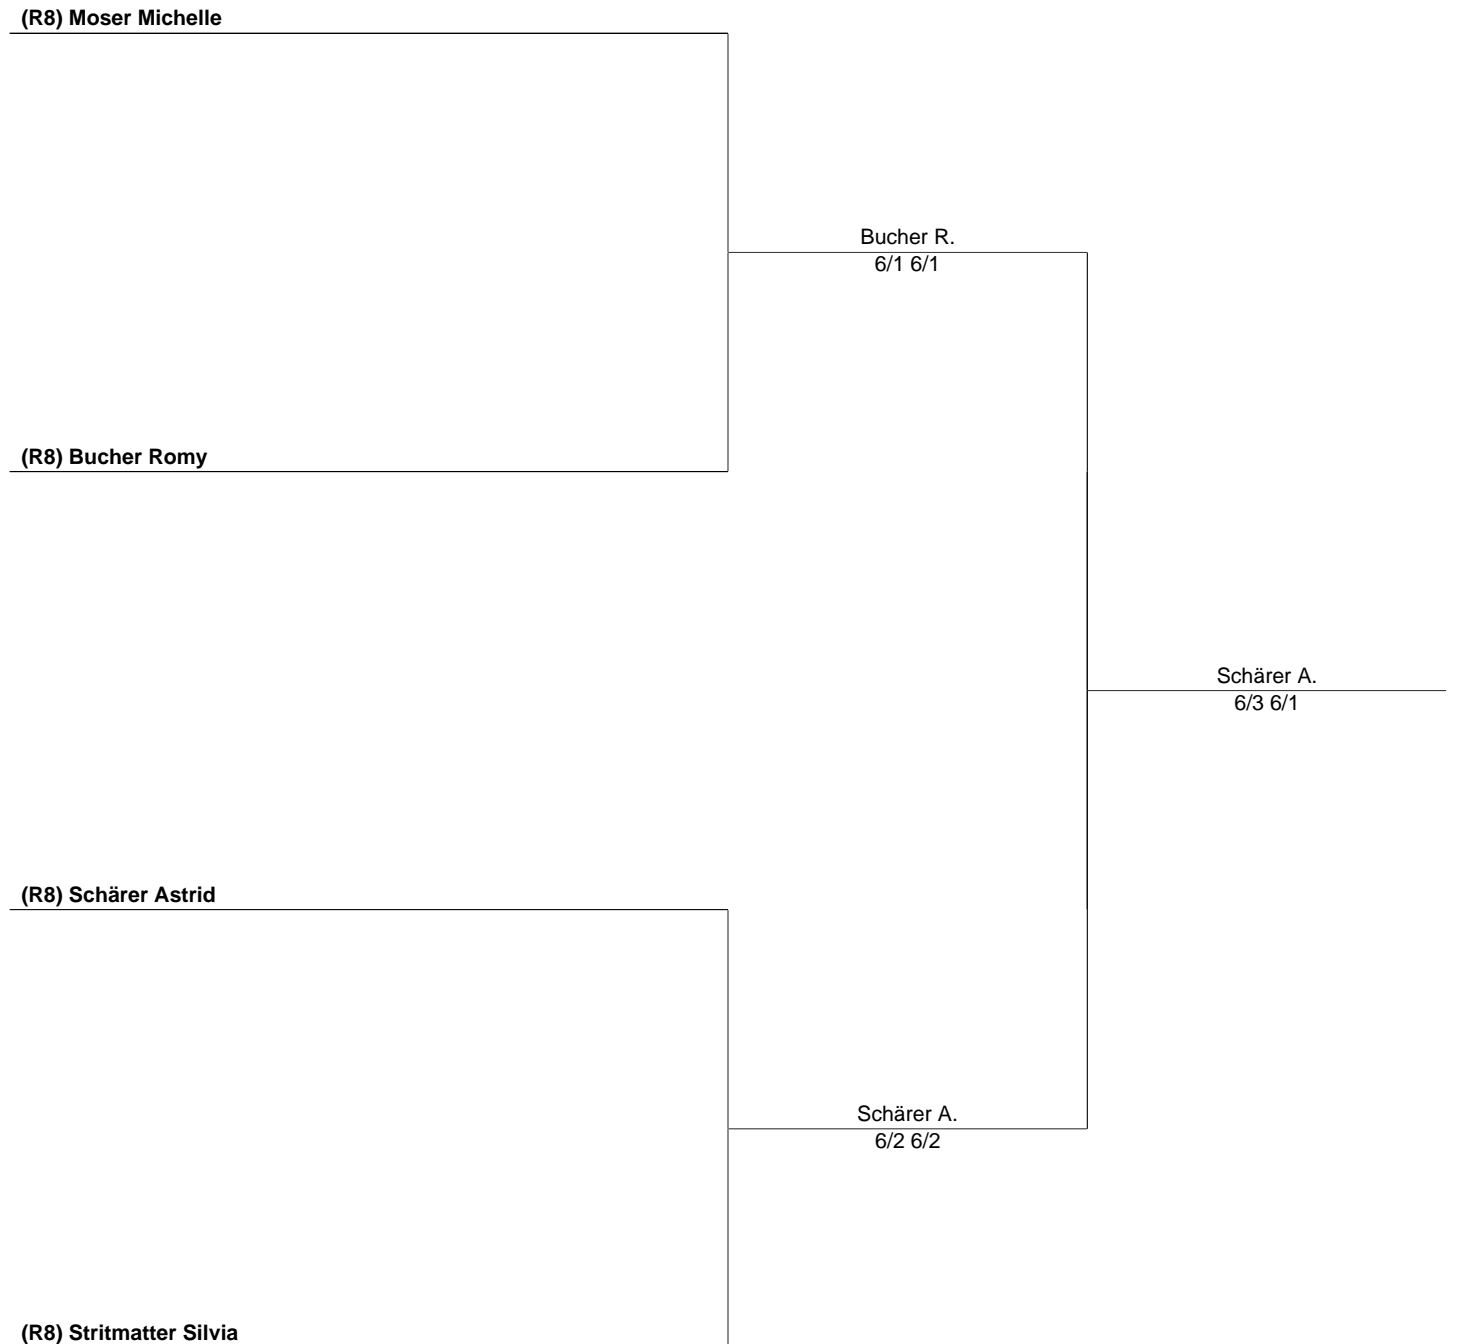 (R8) Moser Michelle
Bucher R.
6/1 6/1
(R8) Bucher Romy
Schärer A.
6/3 6/1
(R8) Schärer Astrid
Schärer A.
6/2 6/2
(R8) Stritmatter Silvia